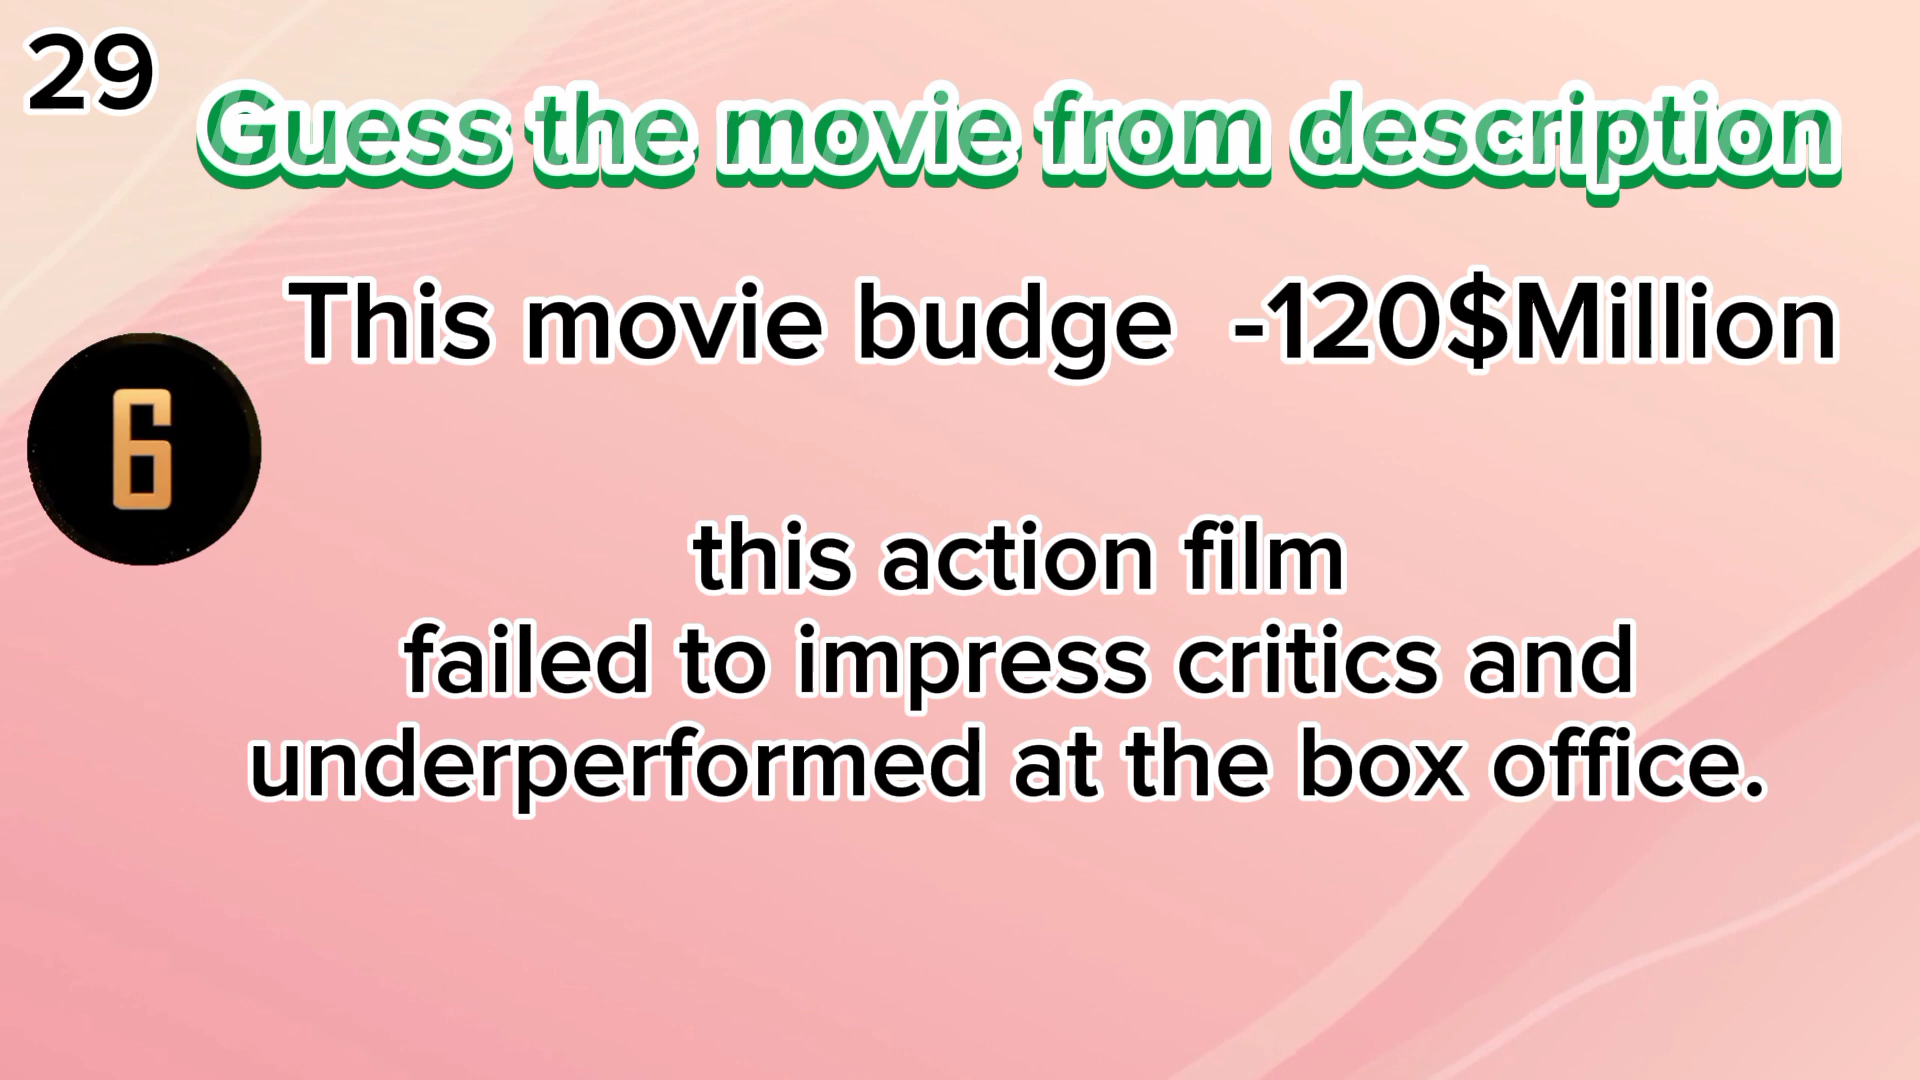 29
Guess the movie from description
This movie budge -120$Million
6
this action film
failed to impress critics and
underperformed at the box office.